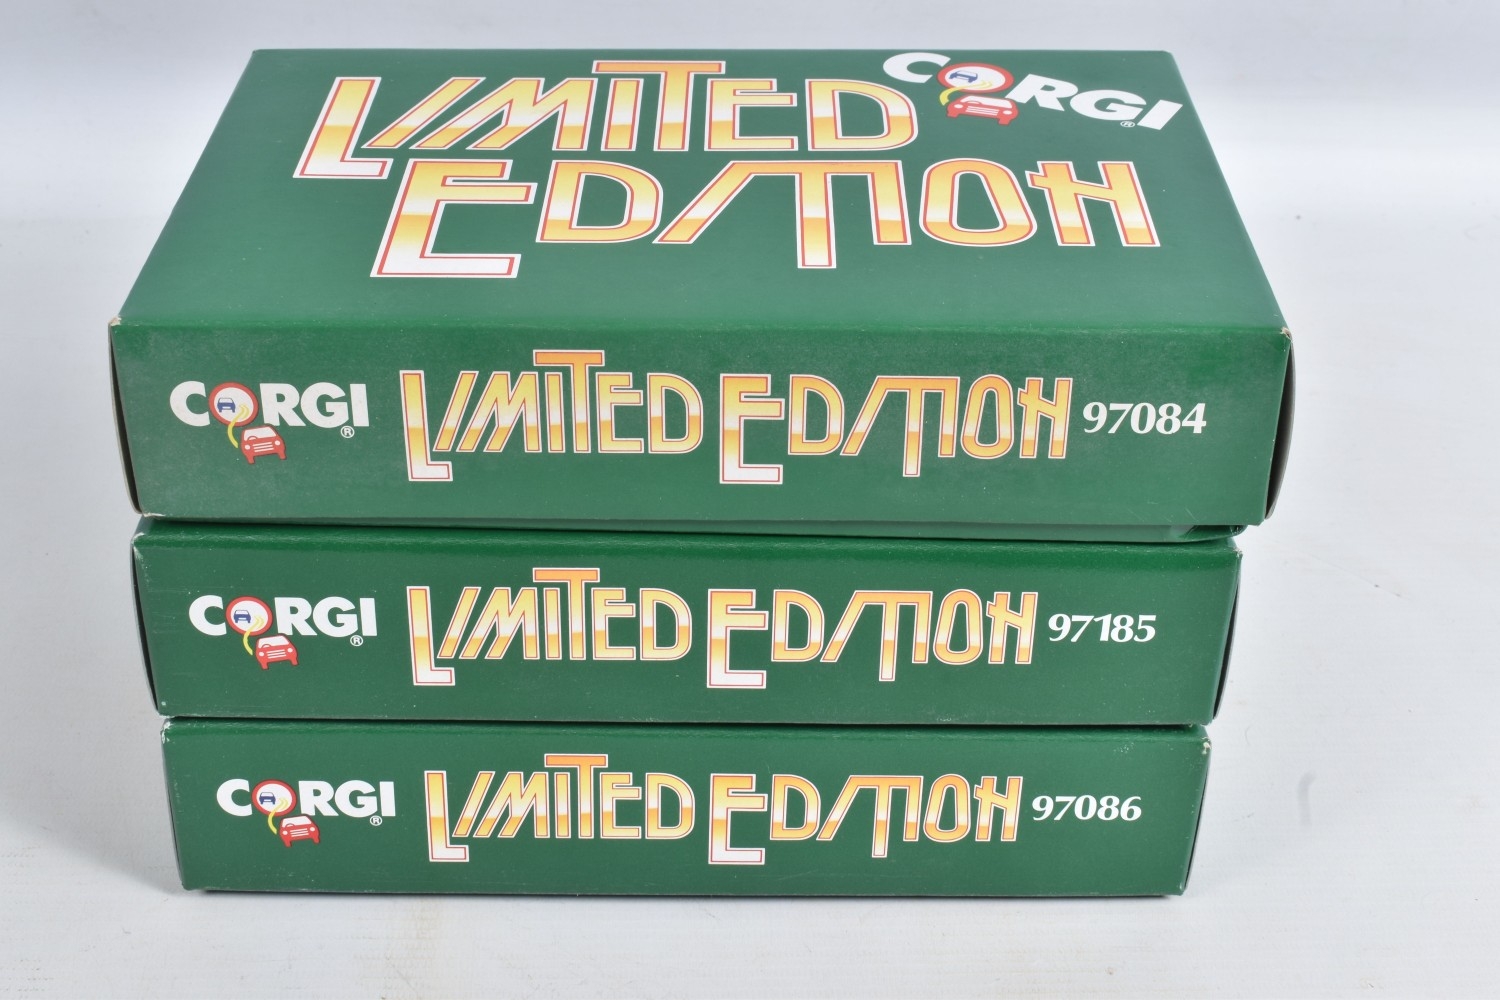 CORGI
LIMITED
EDITION
CORGI ® LIMITED EDITION 97084
CORGI ® LIMITED EDITION 97185
CORGI ® LIMITED EDITION 97086